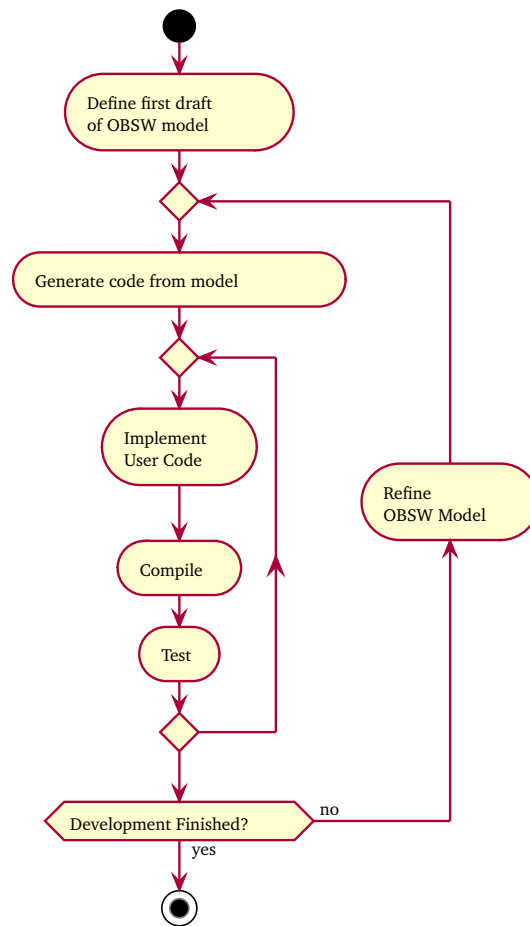 Define first draft
of OBSW model
Generate code from model
Implement
User Code
Refine
OBSW Model
Compile
Test
Development Finished?
no
yes